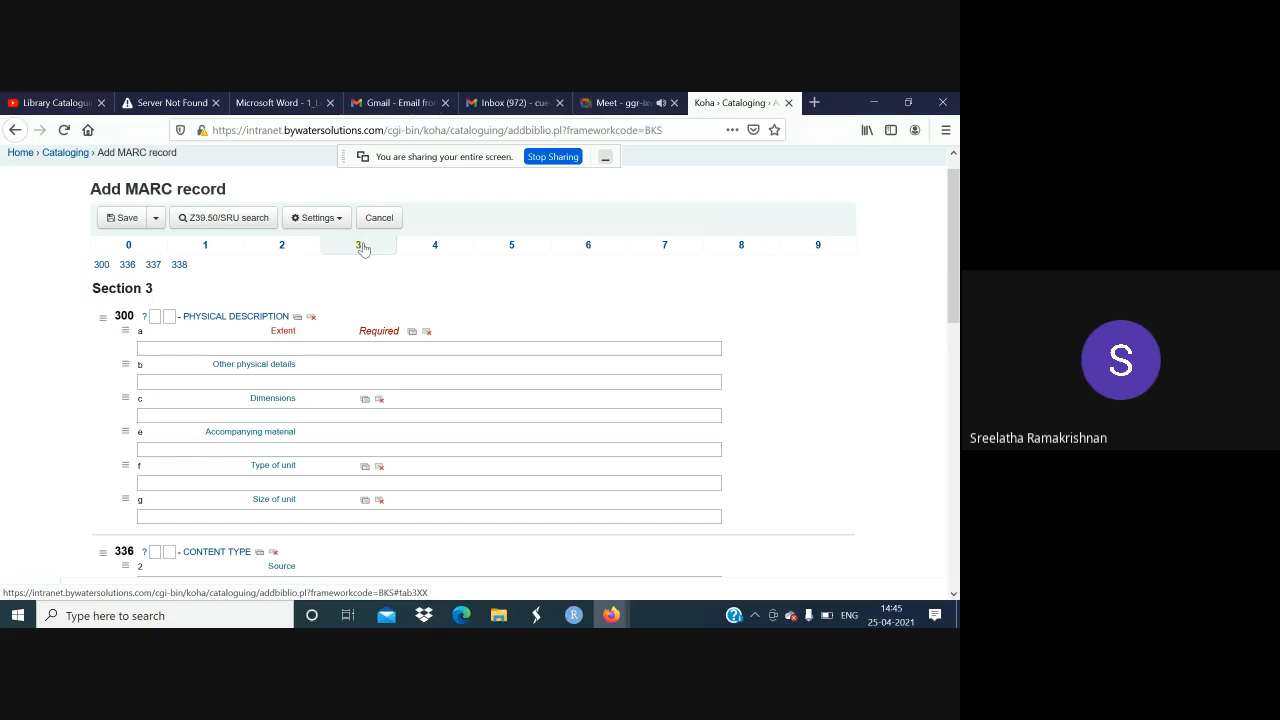 Library Catalogu
Server Not Found
Microsoft Word - 1_L
Gmail - Email fro
Inbox (972) - cue
Meet - ggr-ix
Koha › Cataloging › A
https://intranet.bywatersolutions.com/cgi-bin/koha/cataloguing/addbiblio.pl?frameworkcode=BKS
Home › Cataloging › Add MARC record
You are sharing your entire screen.
Stop Sharing
Add MARC record
Save
Z39.50/SRU search
Settings
Cancel
0 1 2 3 4 5 6 7 8 9
300 336 337 338
Section 3
300 ? - PHYSICAL DESCRIPTION
a Extent Required
b Other physical details
c Dimensions
e Accompanying material
f Type of unit
g Size of unit
336 ? - CONTENT TYPE
2 Source
https://intranet.bywatersolutions.com/cgi-bin/koha/cataloguing/addbiblio.pl?frameworkcode=BKS#tab3XX
Type here to search
ENG
14:45
25-04-2021
S
Sreelatha Ramakrishnan